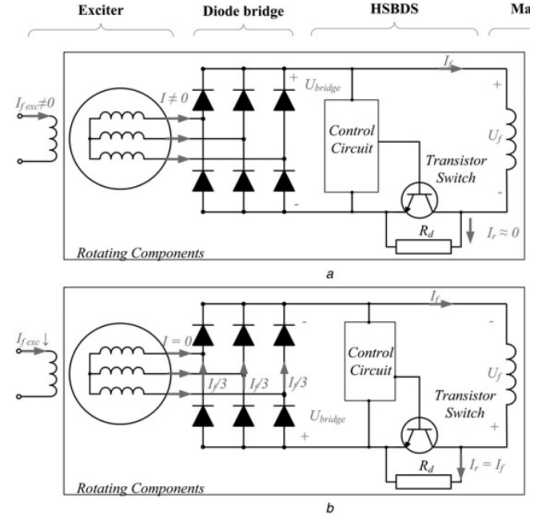 Exciter Diode bridge HSBDS Ma
I_f exc≠0
I ≠ 0
+
U_bridge
I_f
+
Control
Circuit
U_f
Transistor
Switch
-
-
R_d
I_r ≈ 0
Rotating Components
a
I_f exc ↓
I = 0
-
I_f
-
I_f/3 I_f/3 I_f/3
Control
Circuit
U_f
U_bridge
Transistor
Switch
+
+
R_d
I_r = I_f
Rotating Components
b